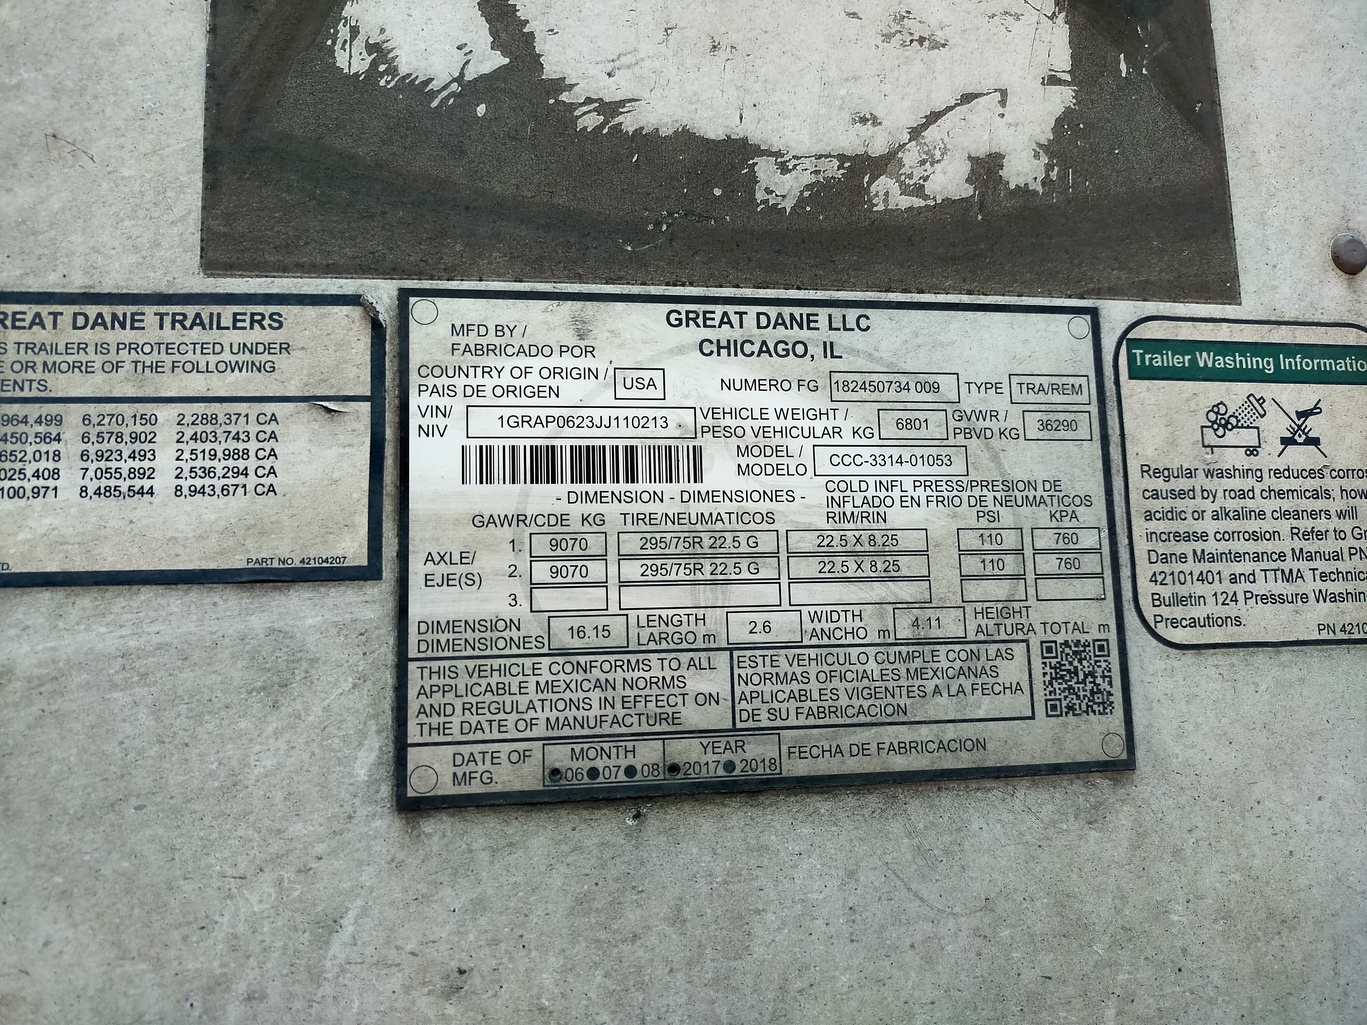 REAT DANE TRAILERS
S TRAILER IS PROTECTED UNDER
E OR MORE OF THE FOLLOWING
ENTS.
964,499 6,270,150 2,288,371 CA
450,564 6,578,902 2,403,743 CA
652,018 6,923,493 2,519,988 CA
025,408 7,055,892 2,536,294 CA
100,971 8,485,544 8,943,671 CA
TD. PART NO. 42104207
MFD BY /
FABRICADO POR
GREAT DANE LLC
CHICAGO, IL
COUNTRY OF ORIGIN /
PAIS DE ORIGEN
USA
NUMERO FG 182450734 009 TYPE TRA/REM
VIN/
NIV
1GRAP0623JJ110213
VEHICLE WEIGHT /
PESO VEHICULAR KG
6801
GVWR /
PBVD KG
36290
MODEL /
MODELO
CCC-3314-01053
- DIMENSION - DIMENSIONES -
COLD INFL PRESS/PRESION DE
INFLADO EN FRIO DE NEUMATICOS
GAWR/CDE KG TIRE/NEUMATICOS RIM/RIN PSI KPA
AXLE/
EJE(S)
1. 9070 295/75R 22.5 G 22.5 X 8.25 110 760
2. 9070 295/75R 22.5 G 22.5 X 8.25 110 760
3.
DIMENSION
DIMENSIONES
16.15
LENGTH
LARGO m
2.6
WIDTH
ANCHO m
4.11
HEIGHT
ALTURA TOTAL m
THIS VEHICLE CONFORMS TO ALL
APPLICABLE MEXICAN NORMS
AND REGULATIONS IN EFFECT ON
THE DATE OF MANUFACTURE
ESTE VEHICULO CUMPLE CON LAS
NORMAS OFICIALES MEXICANAS
APLICABLES VIGENTES A LA FECHA
DE SU FABRICACION
DATE OF
MFG.
MONTH
06 07 08
YEAR
2017 2018
FECHA DE FABRICACION
Trailer Washing Informatio
Regular washing reduces corro
caused by road chemicals; how
acidic or alkaline cleaners will
increase corrosion. Refer to Gr
Dane Maintenance Manual PN
42101401 and TTMA Technica
Bulletin 124 Pressure Washin
Precautions.
PN 4210